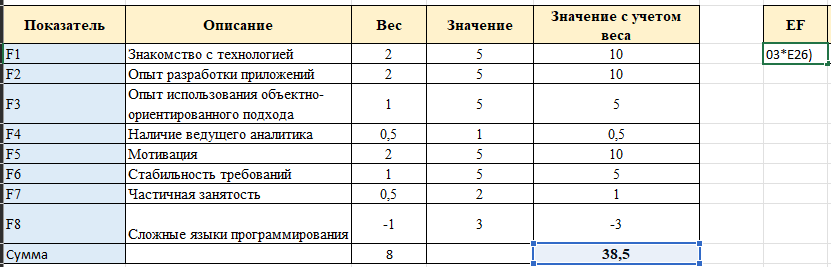 Показатель Описание Вес Значение Значение с учетом веса EF
F1 Знакомство с технологией 2 5 10 03*E26)
F2 Опыт разработки приложений 2 5 10
F3 Опыт использования объектно-
ориентированного подхода 1 5 5
F4 Наличие ведущего аналитика 0,5 1 0,5
F5 Мотивация 2 5 10
F6 Стабильность требований 1 5 5
F7 Частичная занятость 0,5 2 1
F8 Сложные языки программирования -1 3 -3
Сумма 8 38,5